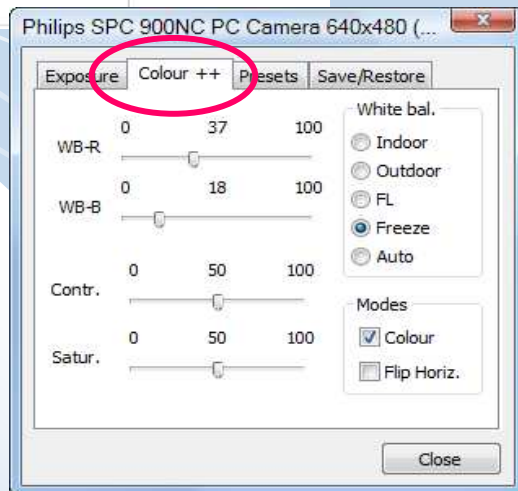 Philips SPC 900NC PC Camera 640x480 (...
Exposure Colour ++ Presets Save/Restore
WB-R 0 37 100
WB-B 0 18 100
Contr. 0 50 100
Satur. 0 50 100
White bal.
Indoor
Outdoor
FL
Freeze
Auto
Modes
Colour
Flip Horiz.
Close